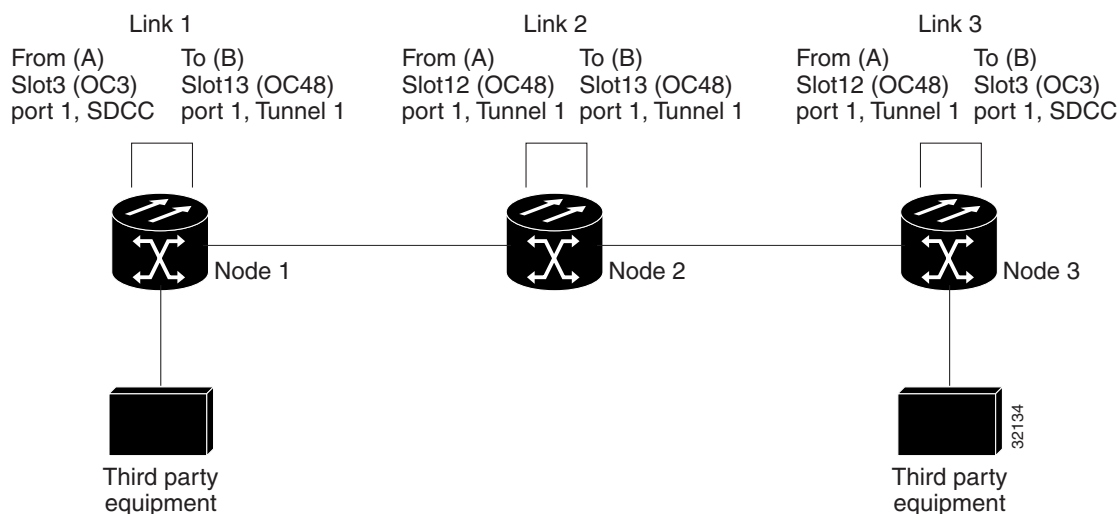 Link 1
From (A)
Slot3 (OC3)
port 1, SDCC
To (B)
Slot13 (OC48)
port 1, Tunnel 1
Link 2
From (A)
Slot12 (OC48)
port 1, Tunnel 1
To (B)
Slot13 (OC48)
port 1, Tunnel 1
Link 3
From (A)
Slot12 (OC48)
port 1, Tunnel 1
To (B)
Slot3 (OC3)
port 1, SDCC
Node 1
Node 2
Node 3
Third party
equipment
Third party
equipment
32134